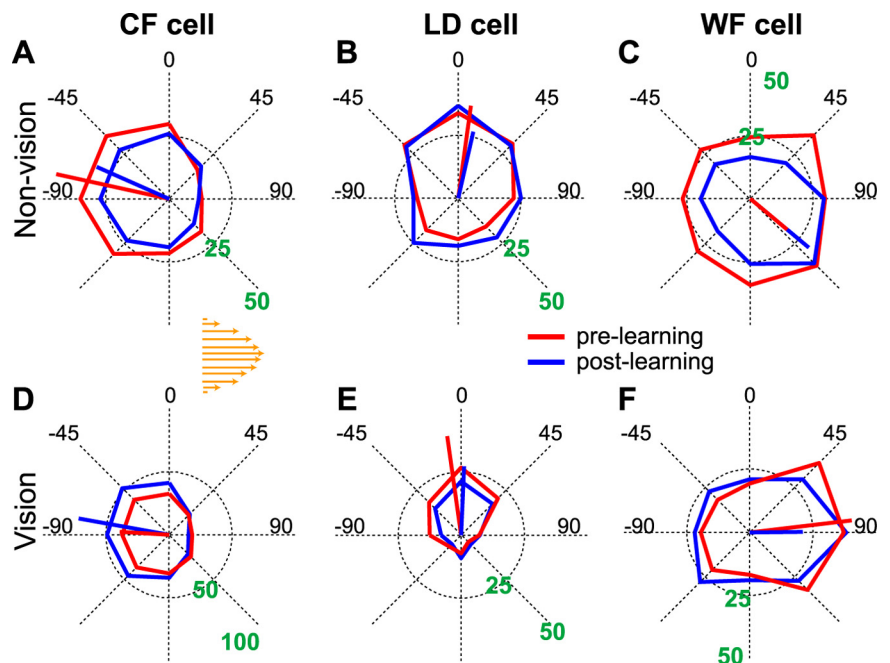 CF cell LD cell WF cell
A B C
0 0 0
-45 45 -45 45 -45 45
50
25
-90 90 -90 90 -90 90
Non-vision
25 25
50 50
pre-learning
post-learning
D E F
0 0 0
-45 45 -45 45 -45 45
-90 90 -90 90 -90 90
Vision
50 25 25
100 50 50